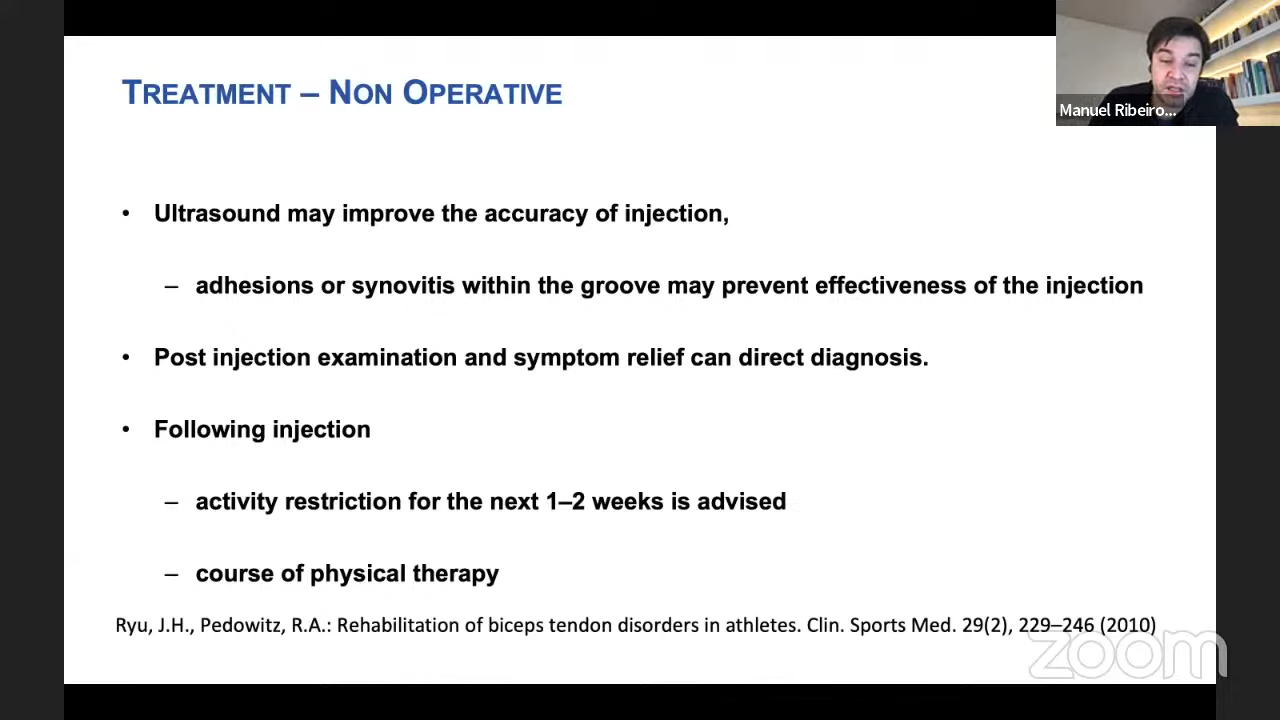 TREATMENT – NON OPERATIVE
Manuel Ribeiro...
• Ultrasound may improve the accuracy of injection,
– adhesions or synovitis within the groove may prevent effectiveness of the injection
• Post injection examination and symptom relief can direct diagnosis.
• Following injection
– activity restriction for the next 1–2 weeks is advised
– course of physical therapy
Ryu, J.H., Pedowitz, R.A.: Rehabilitation of biceps tendon disorders in athletes. Clin. Sports Med. 29(2), 229–246 (2010)
zoom